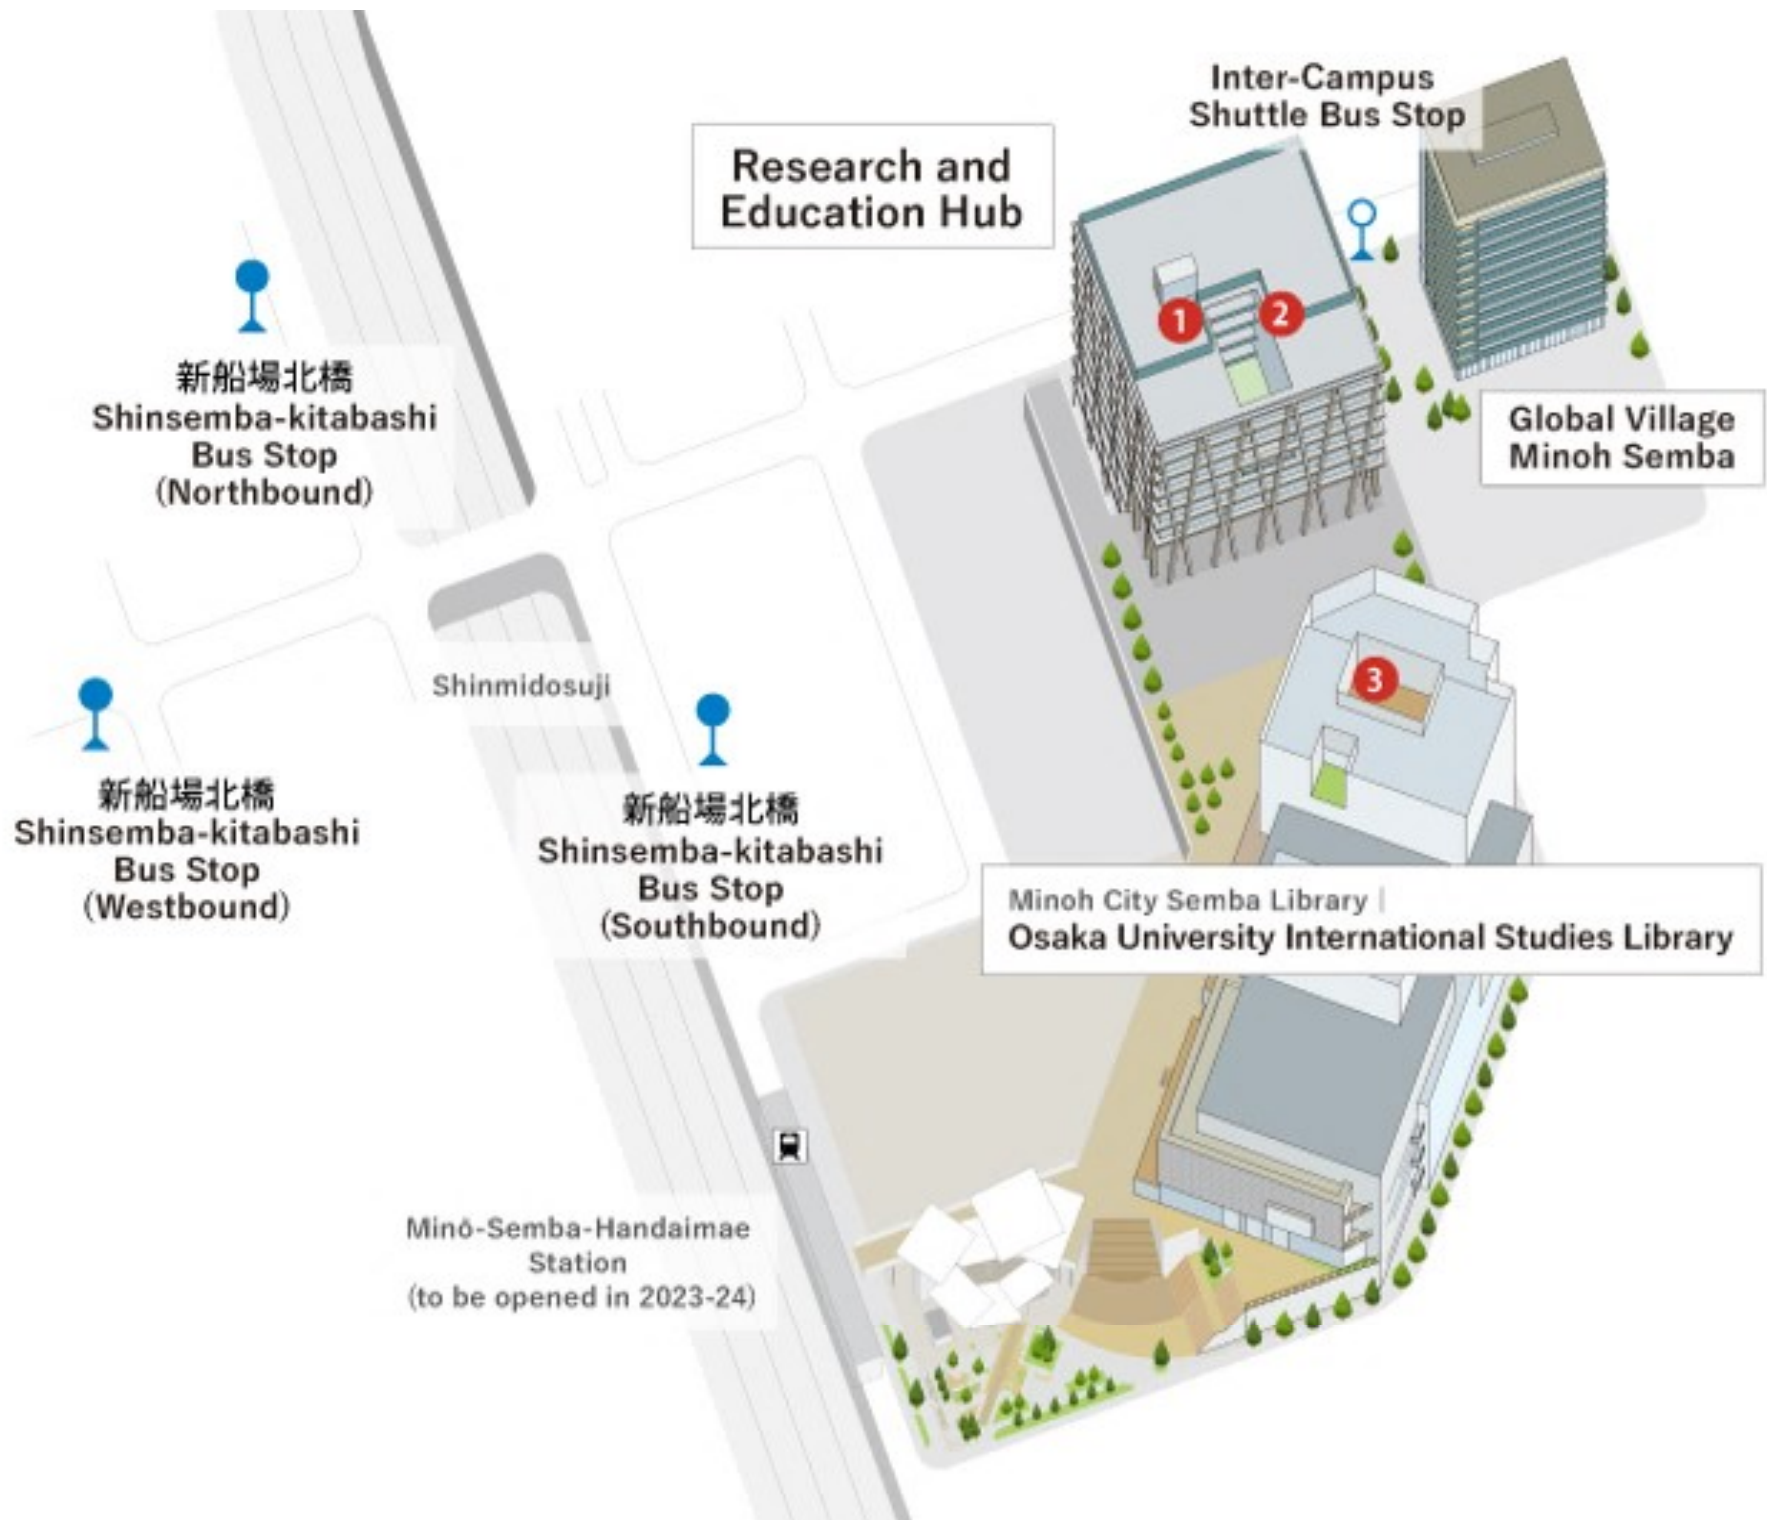 Inter-Campus
Shuttle Bus Stop
Research and
Education Hub
1
2
新船場北橋
Shinsemba-kitabashi
Bus Stop
(Northbound)
Global Village
Minoh Semba
Shinmidosuji
3
新船場北橋
Shinsemba-kitabashi
Bus Stop
(Westbound)
新船場北橋
Shinsemba-kitabashi
Bus Stop
(Southbound)
Minoh City Semba Library |
Osaka University International Studies Library
Minō-Semba-Handaimae
Station
(to be opened in 2023-24)